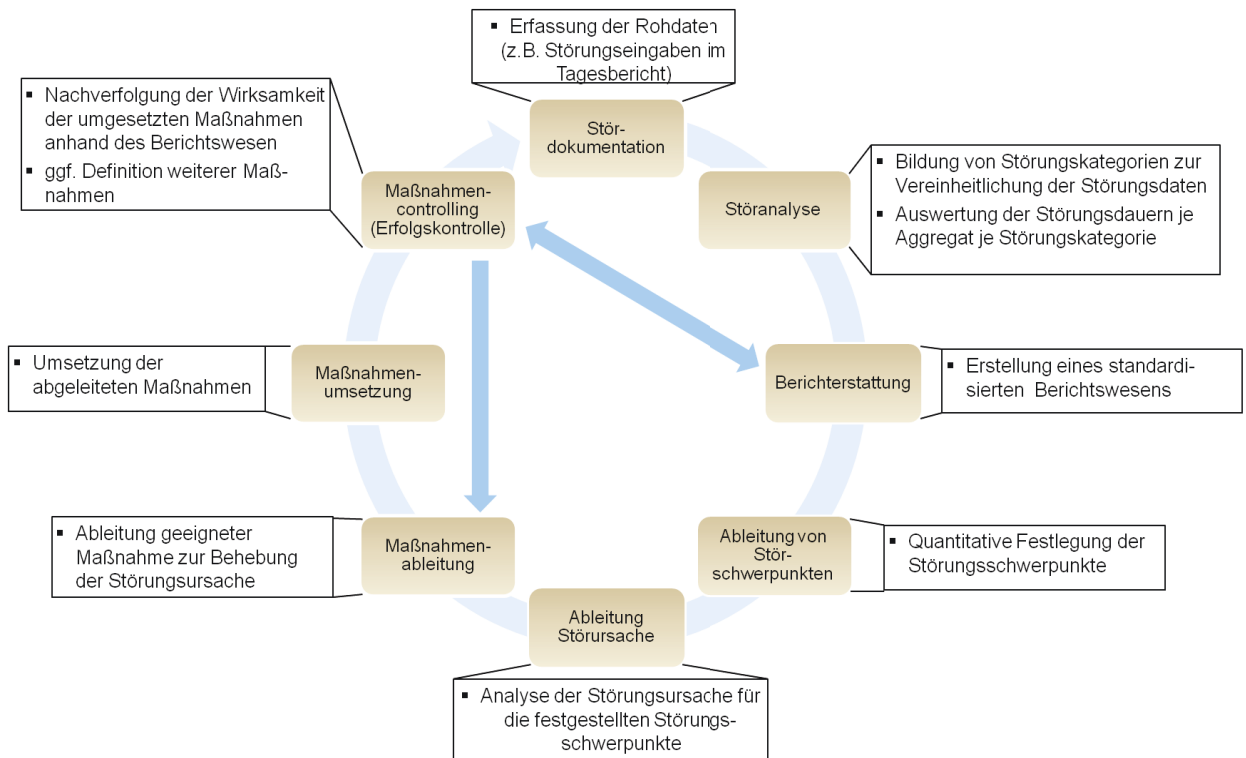 ▪ Erfassung der Rohdaten
(z.B. Störungseingaben im
Tagesbericht)
Stör-
dokumentation
▪ Bildung von Störungskategorien zur
Vereinheitlichung der Störungsdaten
▪ Auswertung der Störungsdauern je
Aggregat je Störungskategorie
Störanalyse
▪ Erstellung eines standardi-
sierten Berichtswesens
Berichterstattung
▪ Quantitative Festlegung der
Störungsschwerpunkte
Ableitung von
Stör-
schwerpunkten
Ableitung
Störursache
▪ Analyse der Störungsursache für
die festgestellten Störungs-
schwerpunkte
▪ Ableitung geeigneter
Maßnahme zur Behebung
der Störungsursache
Maßnahmen-
ableitung
▪ Umsetzung der
abgeleiteten Maßnahmen
Maßnahmen-
umsetzung
▪ Nachverfolgung der Wirksamkeit
der umgesetzten Maßnahmen
anhand des Berichtswesen
▪ ggf. Definition weiterer Maß-
nahmen
Maßnahmen-
controlling
(Erfolgskontrolle)